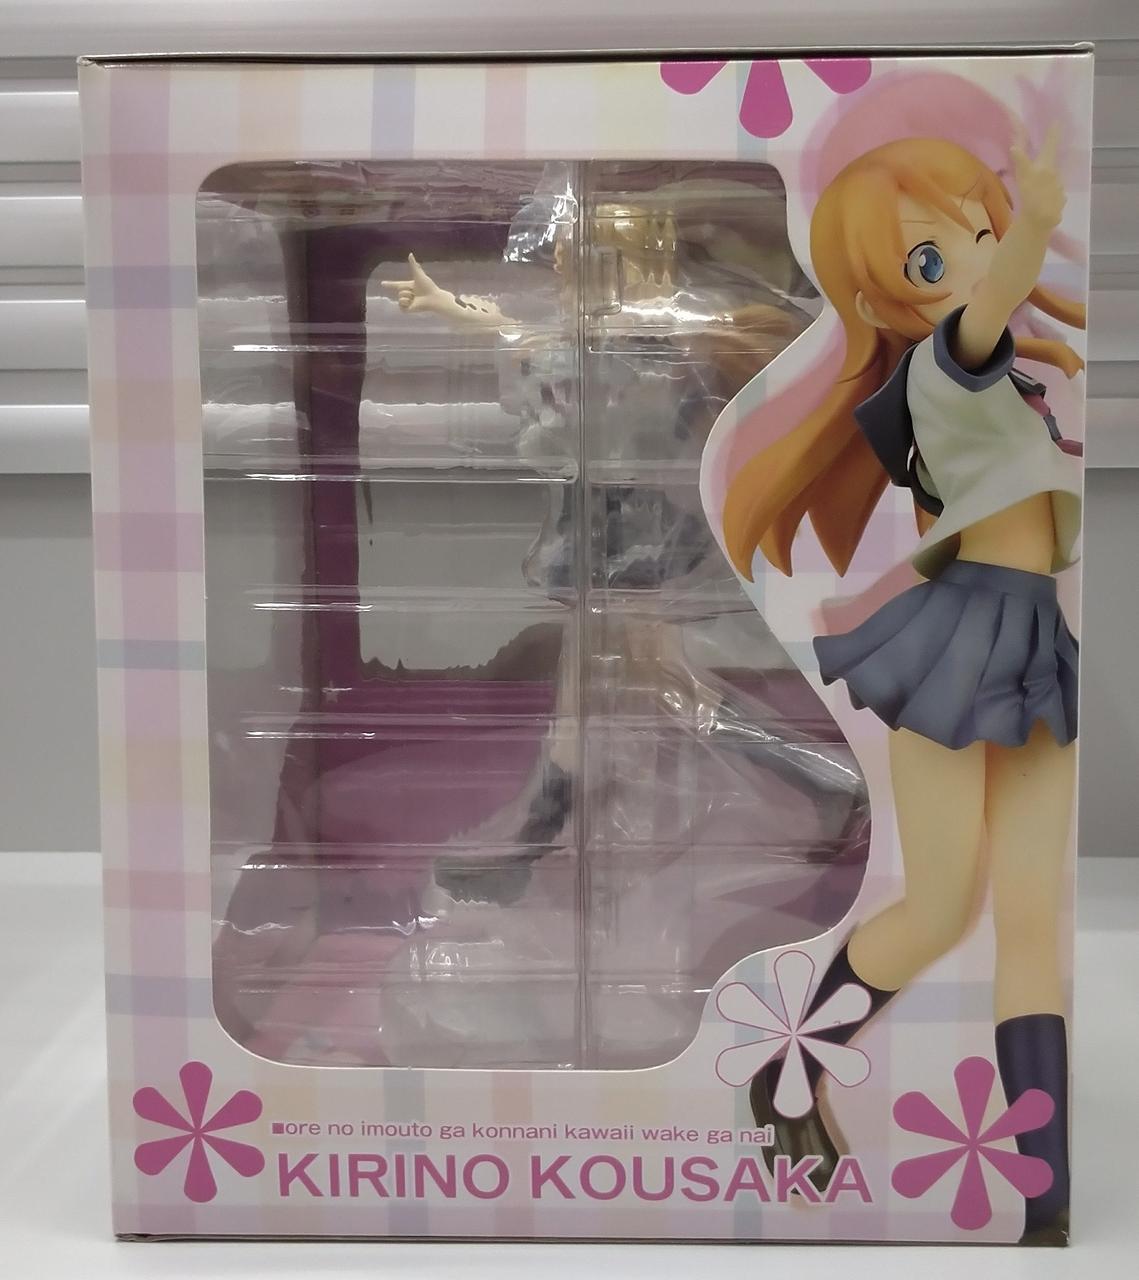 ■ore no imouto ga konnani kawaii wake ga nai
KIRINO KOUSAKA